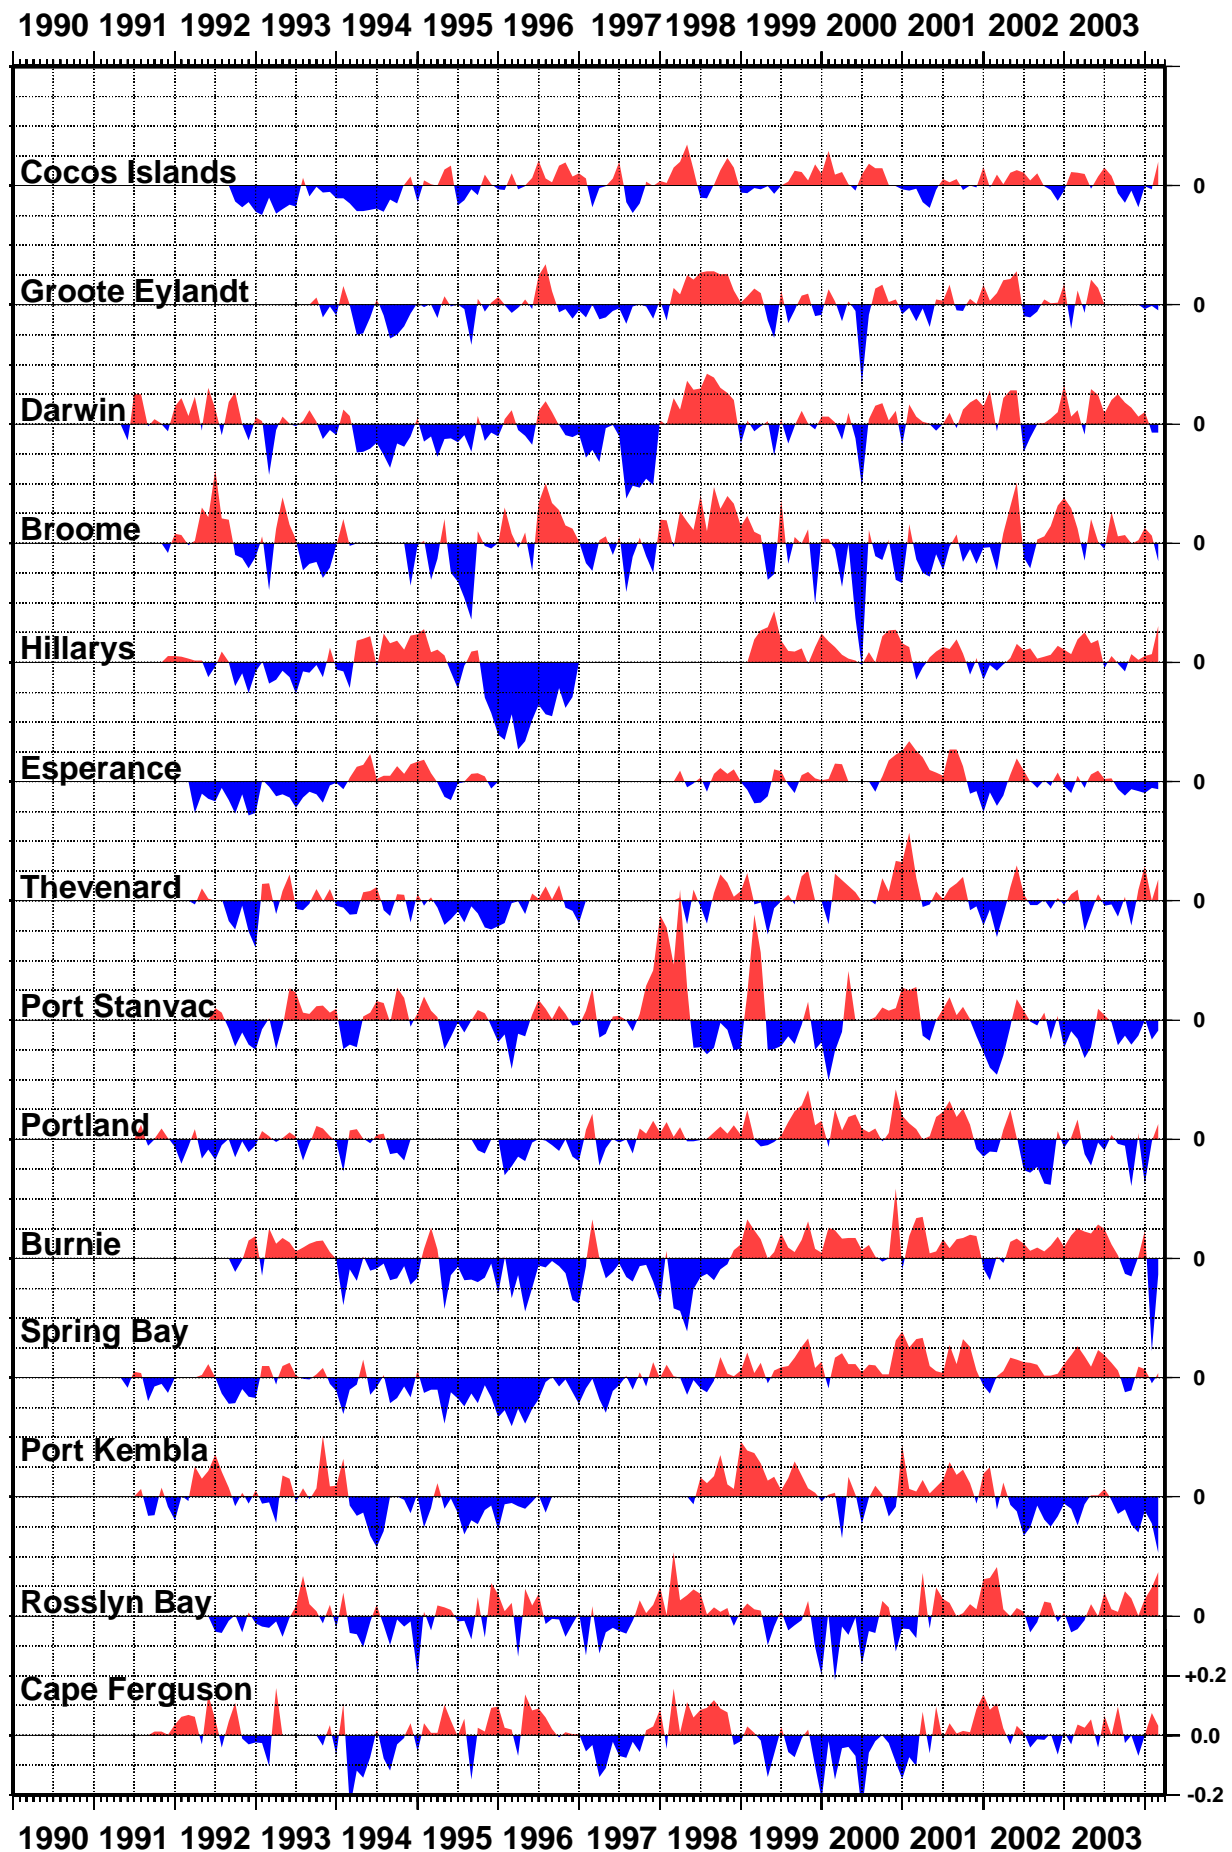 1990 1991 1992 1993 1994 1995 1996 1997 1998 1999 2000 2001 2002 2003
Cocos Islands 0
Groote Eylandt 0
Darwin 0
Broome 0
Hillarys 0
Esperance 0
Thevenard 0
Port Stanvac 0
Portland 0
Burnie 0
Spring Bay
Port Kembla 0
Rosslyn Bay 0
+0.2
Cape Ferguson
0.0
-0.2
1990 1991 1992 1993 1994 1995 1996 1997 1998 1999 2000 2001 2002 2003